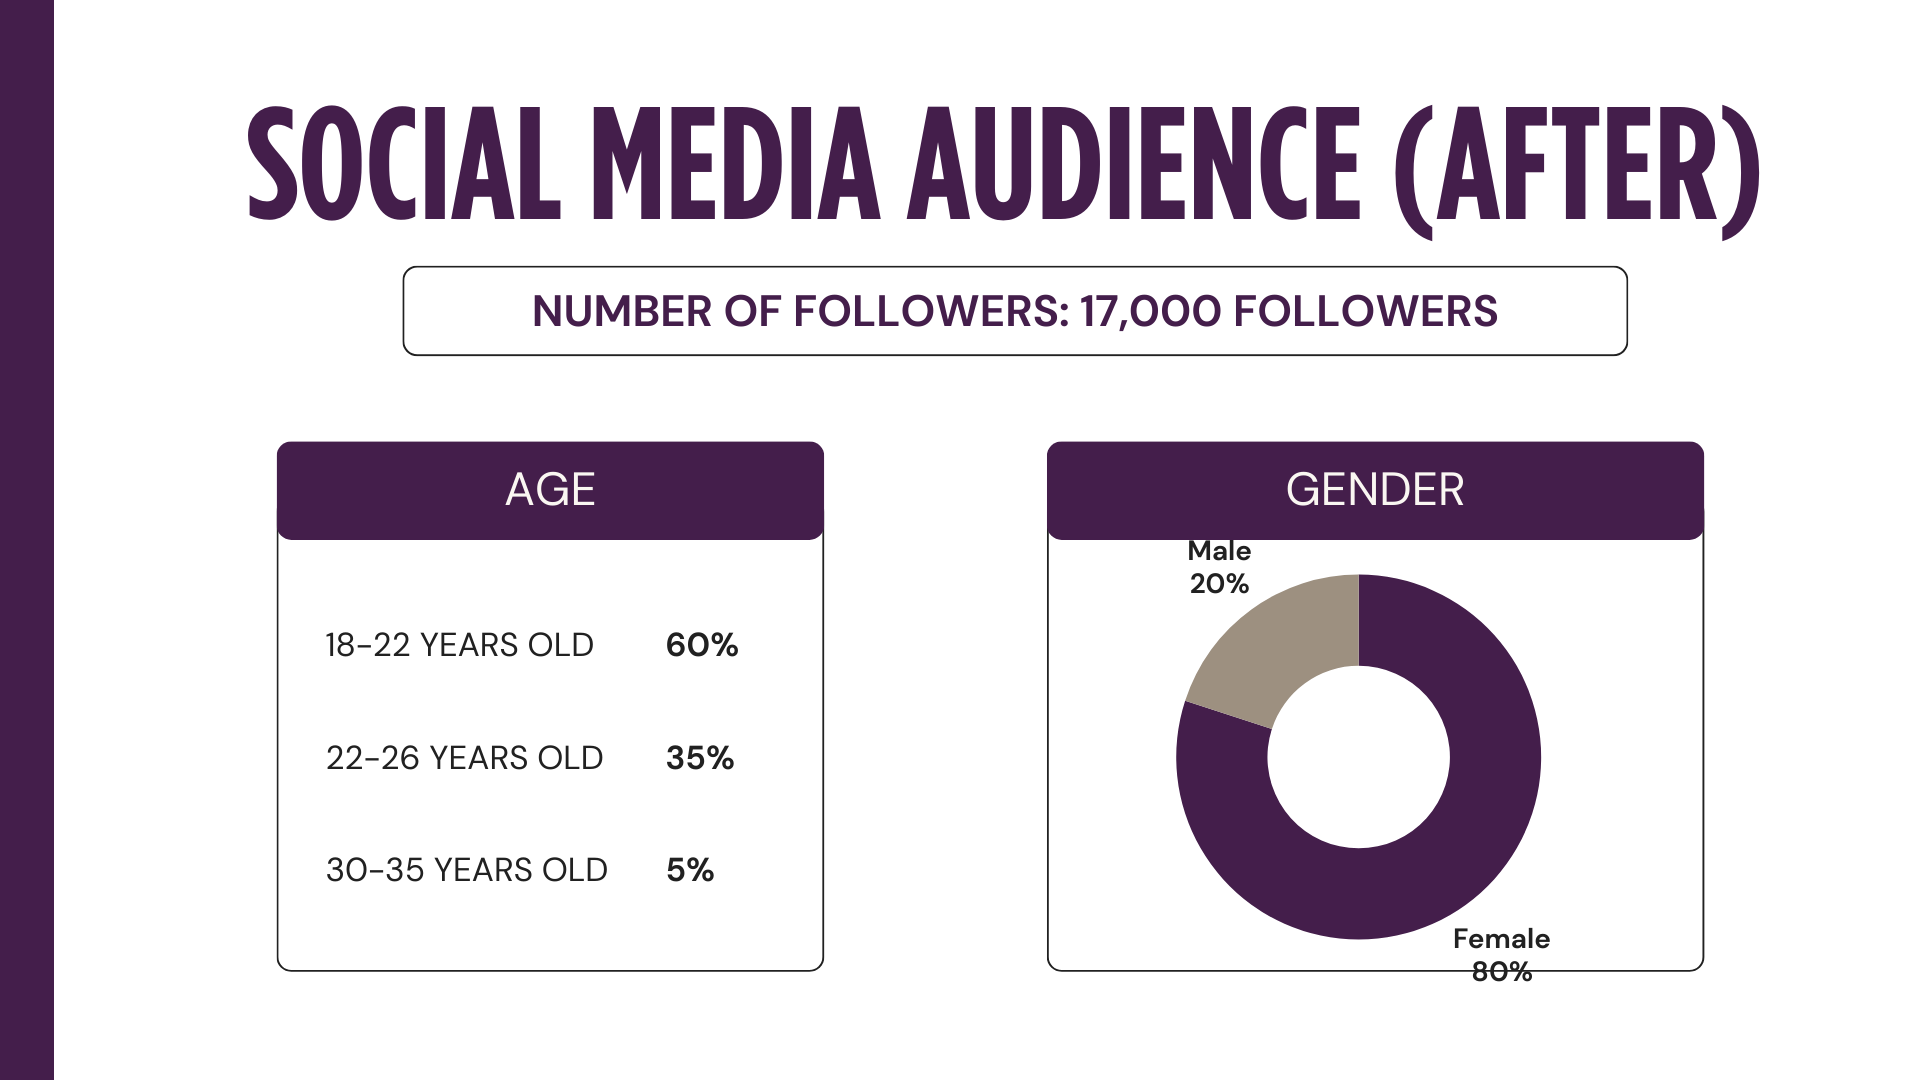 SOCIAL MEDIA AUDIENCE (AFTER)
NUMBER OF FOLLOWERS: 17,000 FOLLOWERS
AGE
18-22 YEARS OLD 60%
22-26 YEARS OLD 35%
30-35 YEARS OLD 5%
GENDER
Male
20%
Female
80%